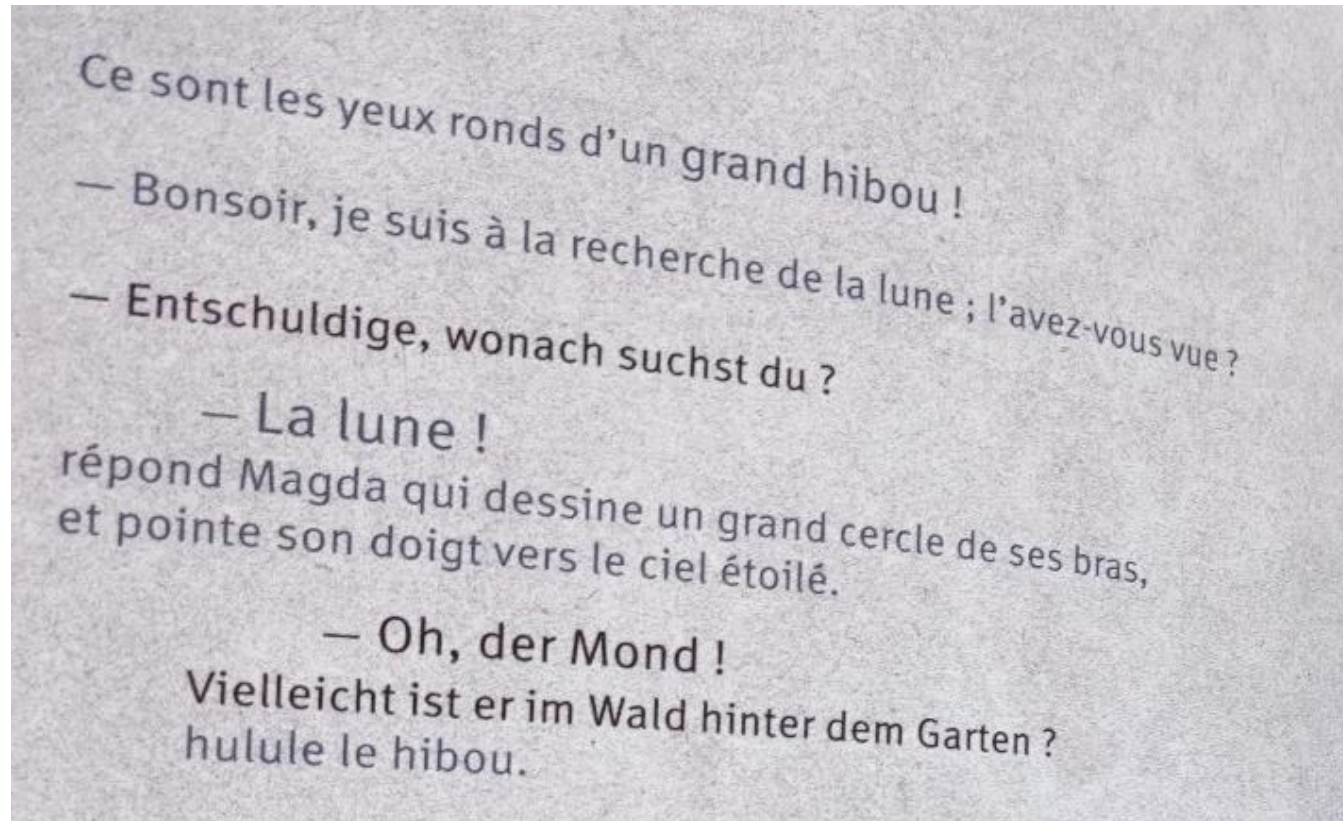 Ce sont les yeux ronds d’un grand hibou !
— Bonsoir, je suis à la recherche de la lune ; l’avez-vous vue ?
— Entschuldige, wonach suchst du ?
— La lune !
répond Magda qui dessine un grand cercle de ses bras,
et pointe son doigt vers le ciel étoilé.
— Oh, der Mond !
Vielleicht ist er im Wald hinter dem Garten ?
hulule le hibou.